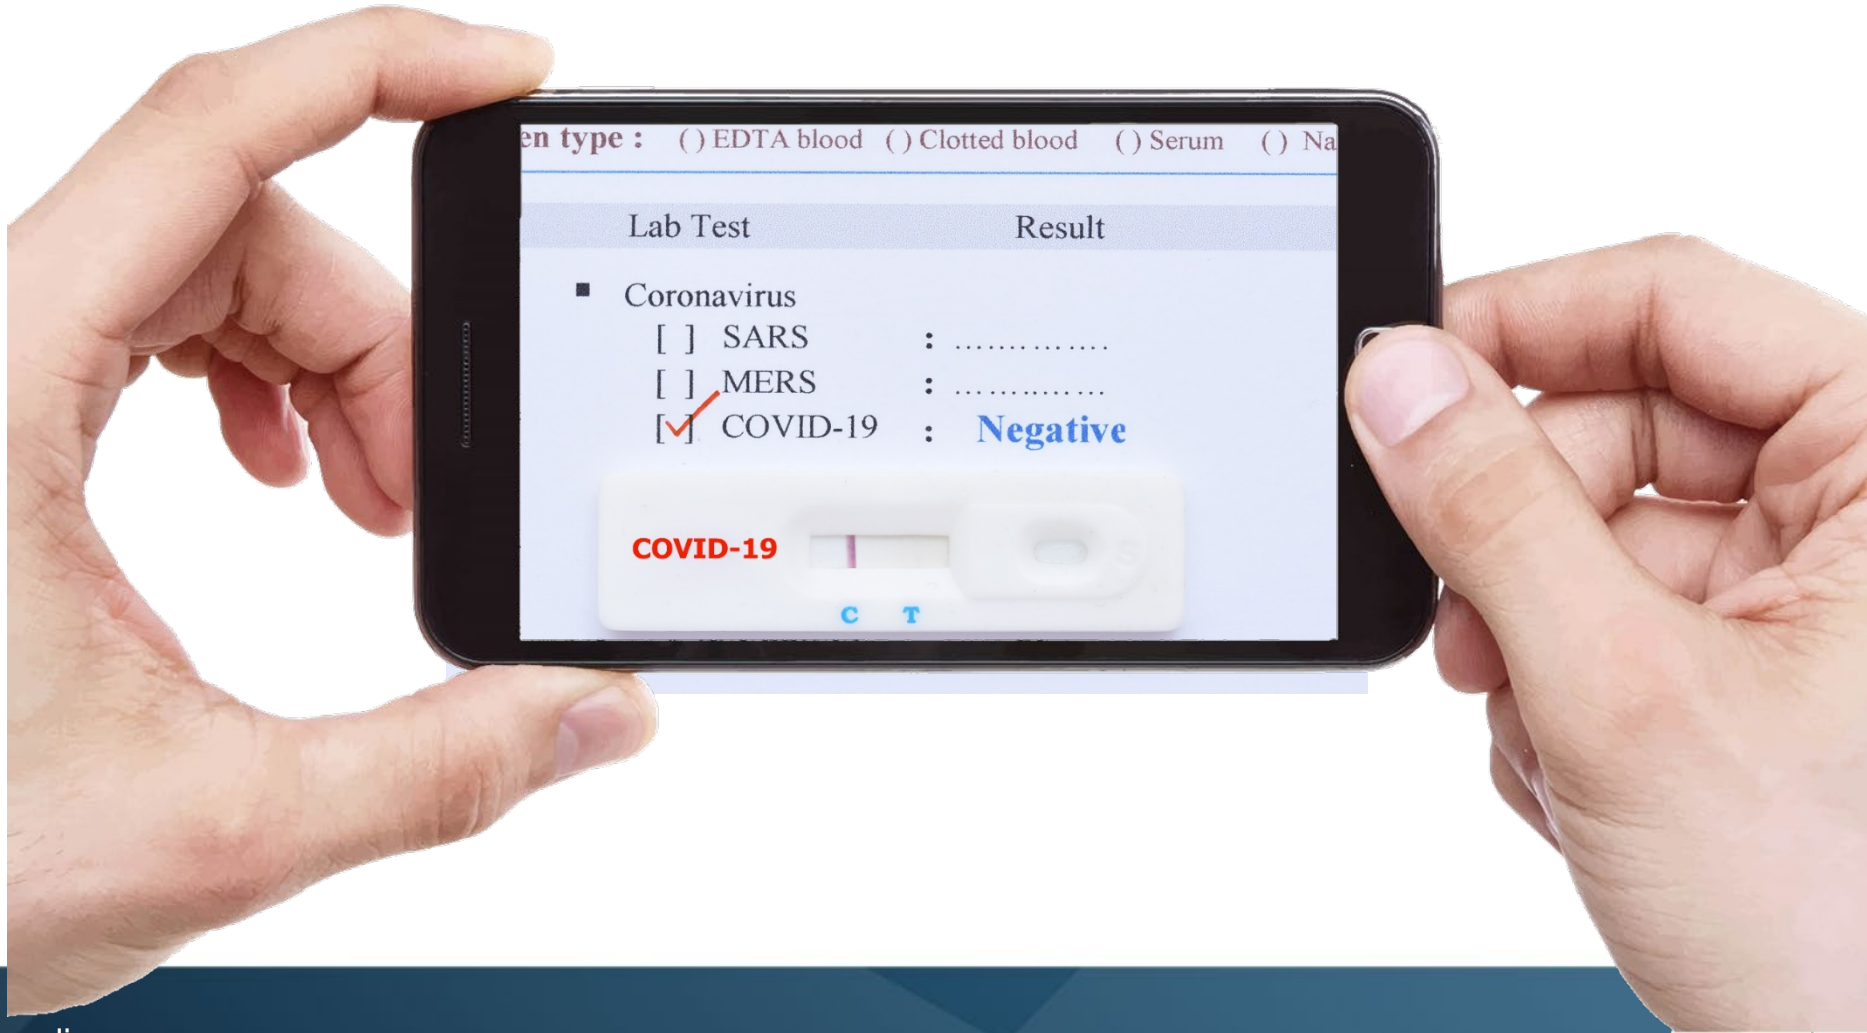 en type : ( ) EDTA blood ( ) Clotted blood ( ) Serum ( ) Na
Lab Test Result
▪ Coronavirus
[ ] SARS : ..............
[ ] MERS : ..............
[✓] COVID-19 : Negative
COVID-19
S
C T